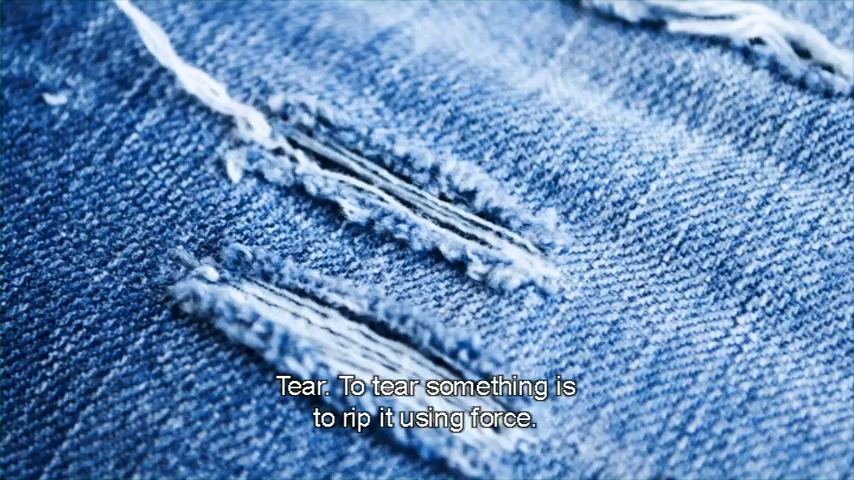 Tear. To tear something is
to rip it using force.